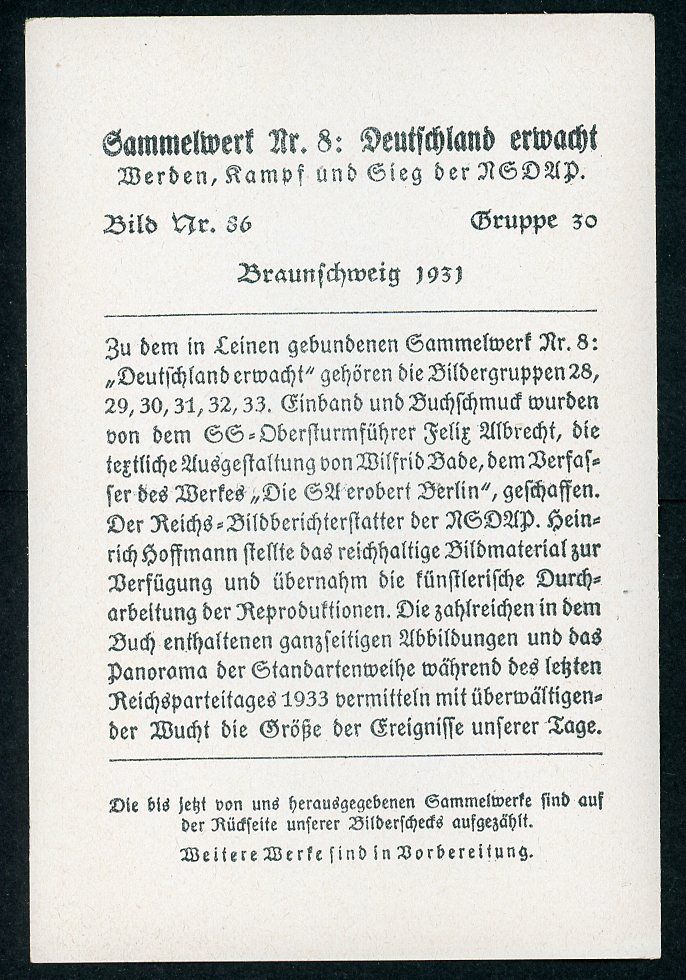 Sammelwerk Nr. 8: Deutschland erwacht
Werden, Kampf und Sieg der NSDAP.
Bild Nr. 86 Gruppe 30
Braunschweig 1931
Zu dem in Leinen gebundenen Sammelwerk Nr. 8:
„Deutschland erwacht“ gehören die Bildergruppen 28,
29, 30, 31, 32, 33. Einband und Buchschmuck wurden
von dem SS-Obersturmführer Felix Albrecht, die
textliche Ausgestaltung von Wilfrid Bade, dem Verfas-
ser des Werkes „Die SA erobert Berlin“, geschaffen.
Der Reichs-Bildberichterstatter der NSDAP. Hein-
rich Hoffmann stellte das reichhaltige Bildmaterial zur
Verfügung und übernahm die künstlerische Durch-
arbeitung der Reproduktionen. Die zahlreichen in dem
Buch enthaltenen ganzseitigen Abbildungen und das
Panorama der Standartenweihe während des letzten
Reichsparteitages 1933 vermitteln mit überwältigen-
der Wucht die Größe der Ereignisse unserer Tage.
Die bis jetzt von uns herausgegebenen Sammelwerke sind auf
der Rückseite unserer Bilderschecks aufgezählt.
Weitere Werke sind in Vorbereitung.